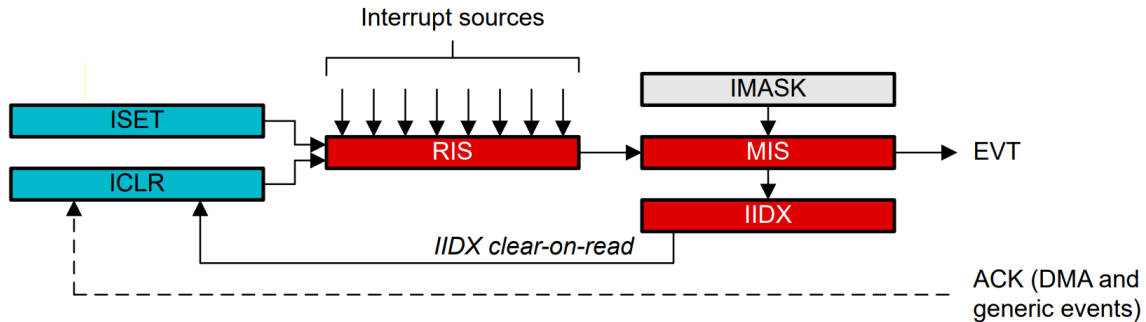 Interrupt sources
IMASK
ISET
RIS
MIS
EVT
ICLR
IIDX
IIDX clear-on-read
ACK (DMA and
generic events)